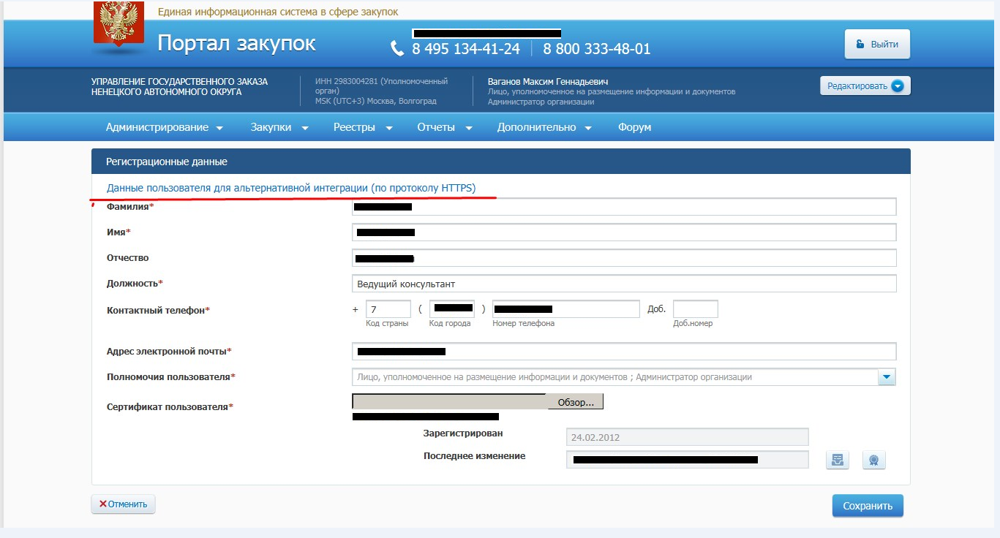 Единая информационная система в сфере закупок
Портал закупок
8 495 134-41-24 8 800 333-48-01
Выйти
УПРАВЛЕНИЕ ГОСУДАРСТВЕННОГО ЗАКАЗА
НЕНЕЦКОГО АВТОНОМНОГО ОКРУГА
ИНН 2983004281 (Уполномоченный
орган)
MSK (UTC+3) Москва, Волгоград
Ваганов Максим Геннадьевич
Лицо, уполномоченное на размещение информации и документов
Администратор организации
Редактировать
Администрирование Закупки Реестры Отчеты Дополнительно Форум
Регистрационные данные
Данные пользователя для альтернативной интеграции (по протоколу HTTPS)
Фамилия*
Имя*
Отчество
Должность* Ведущий консультант
Контактный телефон* + 7 ( ) Доб.
Код страны Код города Номер телефона Доб.номер
Адрес электронной почты*
Полномочия пользователя* Лицо, уполномоченное на размещение информации и документов ; Администратор организации
Сертификат пользователя* Обзор...
Зарегистрирован 24.02.2012
Последнее изменение
Отменить Сохранить